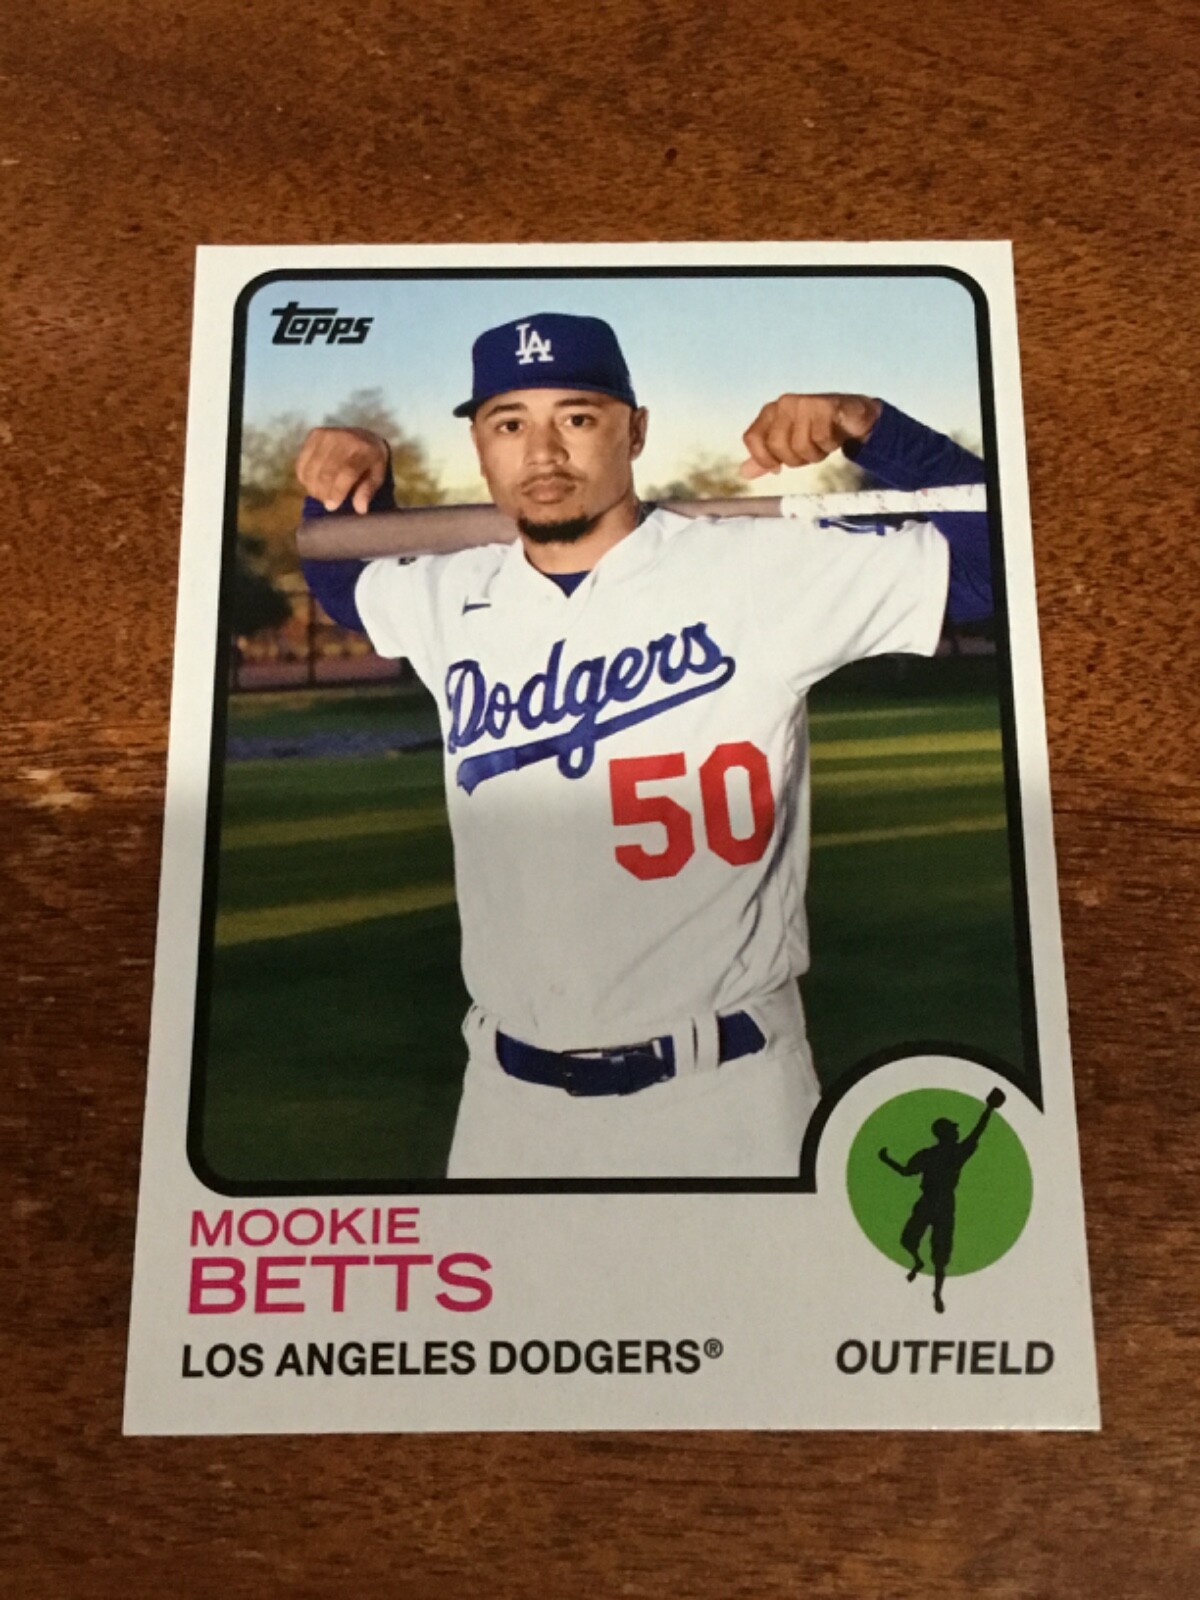 Topps
LA
Dodgers
50
MOOKIE
BETTS
LOS ANGELES DODGERS®
OUTFIELD